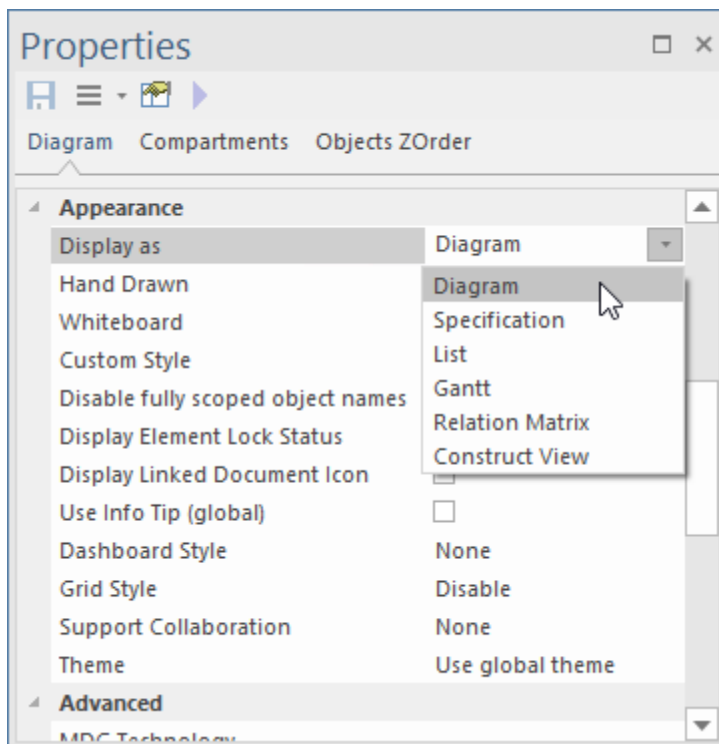 Properties
Diagram Compartments Objects ZOrder
Appearance
Display as Diagram
Hand Drawn Diagram
Whiteboard Specification
Custom Style List
Disable fully scoped object names Gantt
Display Element Lock Status Relation Matrix
Display Linked Document Icon Construct View
Use Info Tip (global)
Dashboard Style None
Grid Style Disable
Support Collaboration None
Theme Use global theme
Advanced
MDG Technology